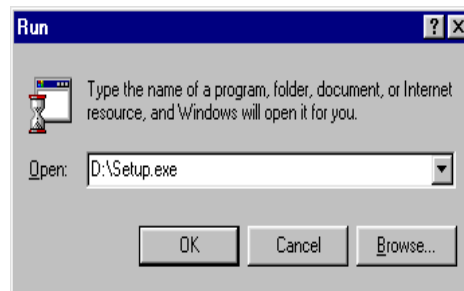 Run
Type the name of a program, folder, document, or Internet
resource, and Windows will open it for you.
Open: D:\Setup.exe
OK Cancel Browse...